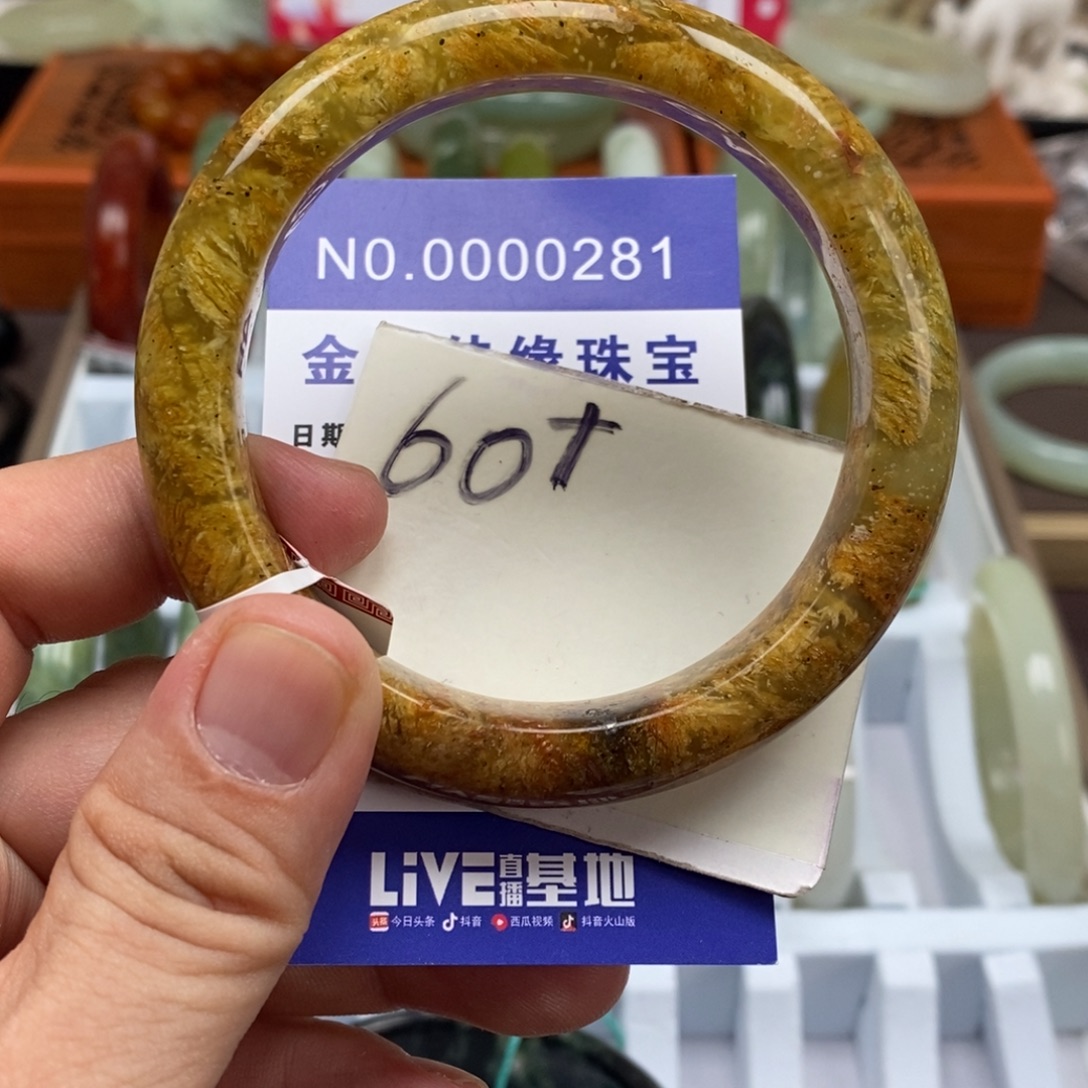 N0.0000281
金 缘珠宝
60T
日期
LiVE直播基地
今日头条 抖音 西瓜视频 抖音火山版